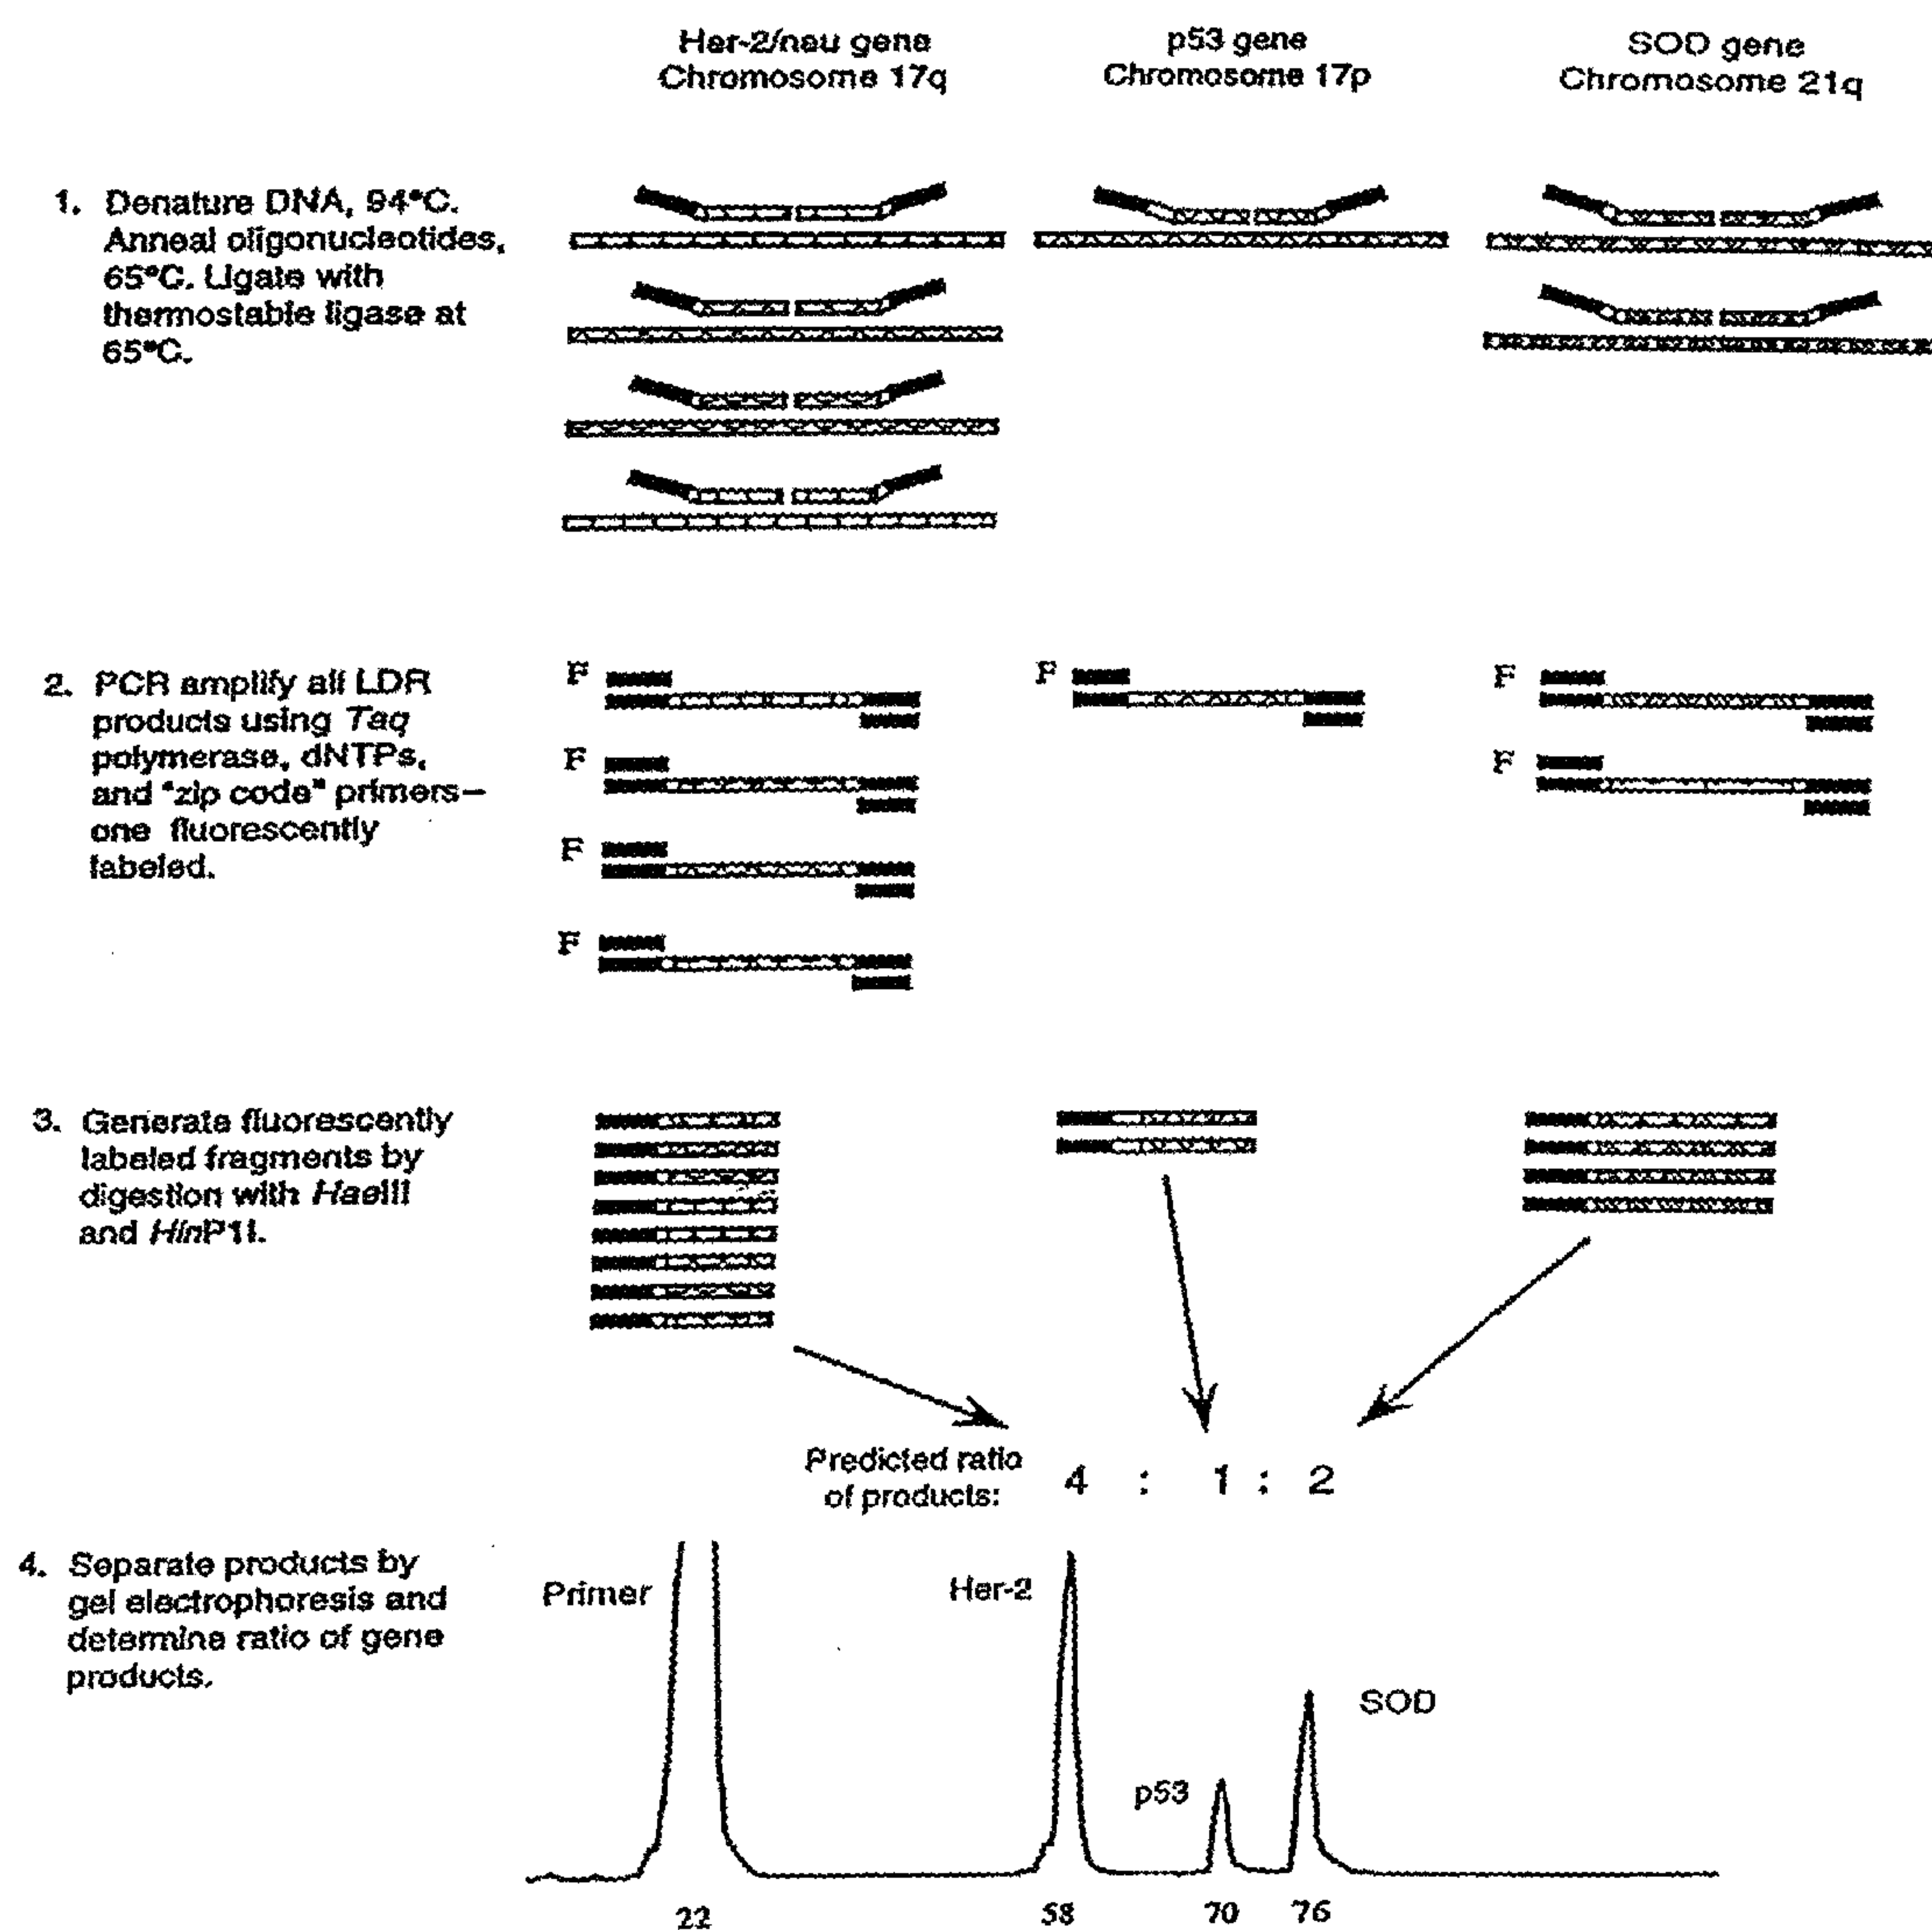 Her-2/neu gene
Chromosome 17q
p53 gene
Chromosome 17p
SOD gene
Chromosome 21q
1. Denature DNA, 94°C.
Anneal oligonucleotides,
65°C. Ligate with
thermostable ligase at
65°C.
2. PCR amplify all LDR
products using Taq
polymerase, dNTPs,
and "zip code" primers–
one fluorescently
labeled.
F
F
F
F
F
F
F
3. Generate fluorescently
labeled fragments by
digestion with HaeIII
and HinP1I.
Predicted ratio
of products:
4 : 1 : 2
4. Separate products by
gel electrophoresis and
determine ratio of gene
products.
Primer
Her-2
p53
SOD
22
58
70
76